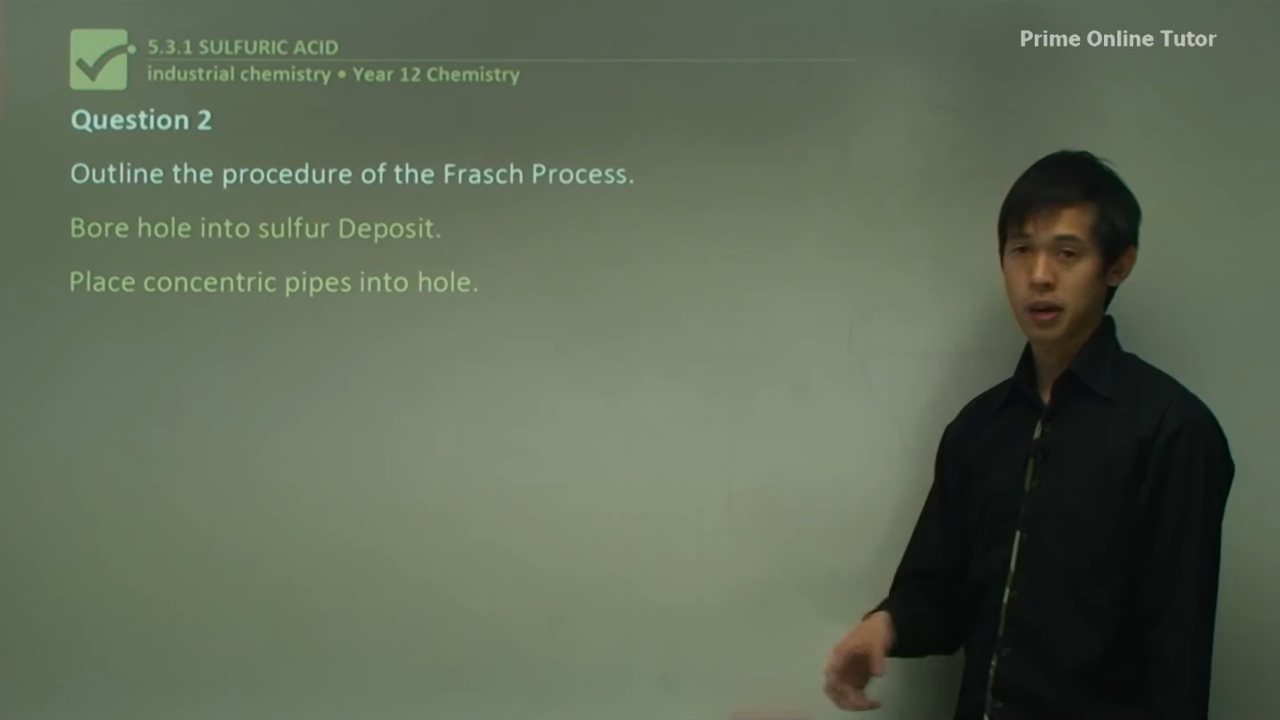 5.3.1 SULFURIC ACID
industrial chemistry • Year 12 Chemistry
Prime Online Tutor
Question 2
Outline the procedure of the Frasch Process.
Bore hole into sulfur Deposit.
Place concentric pipes into hole.